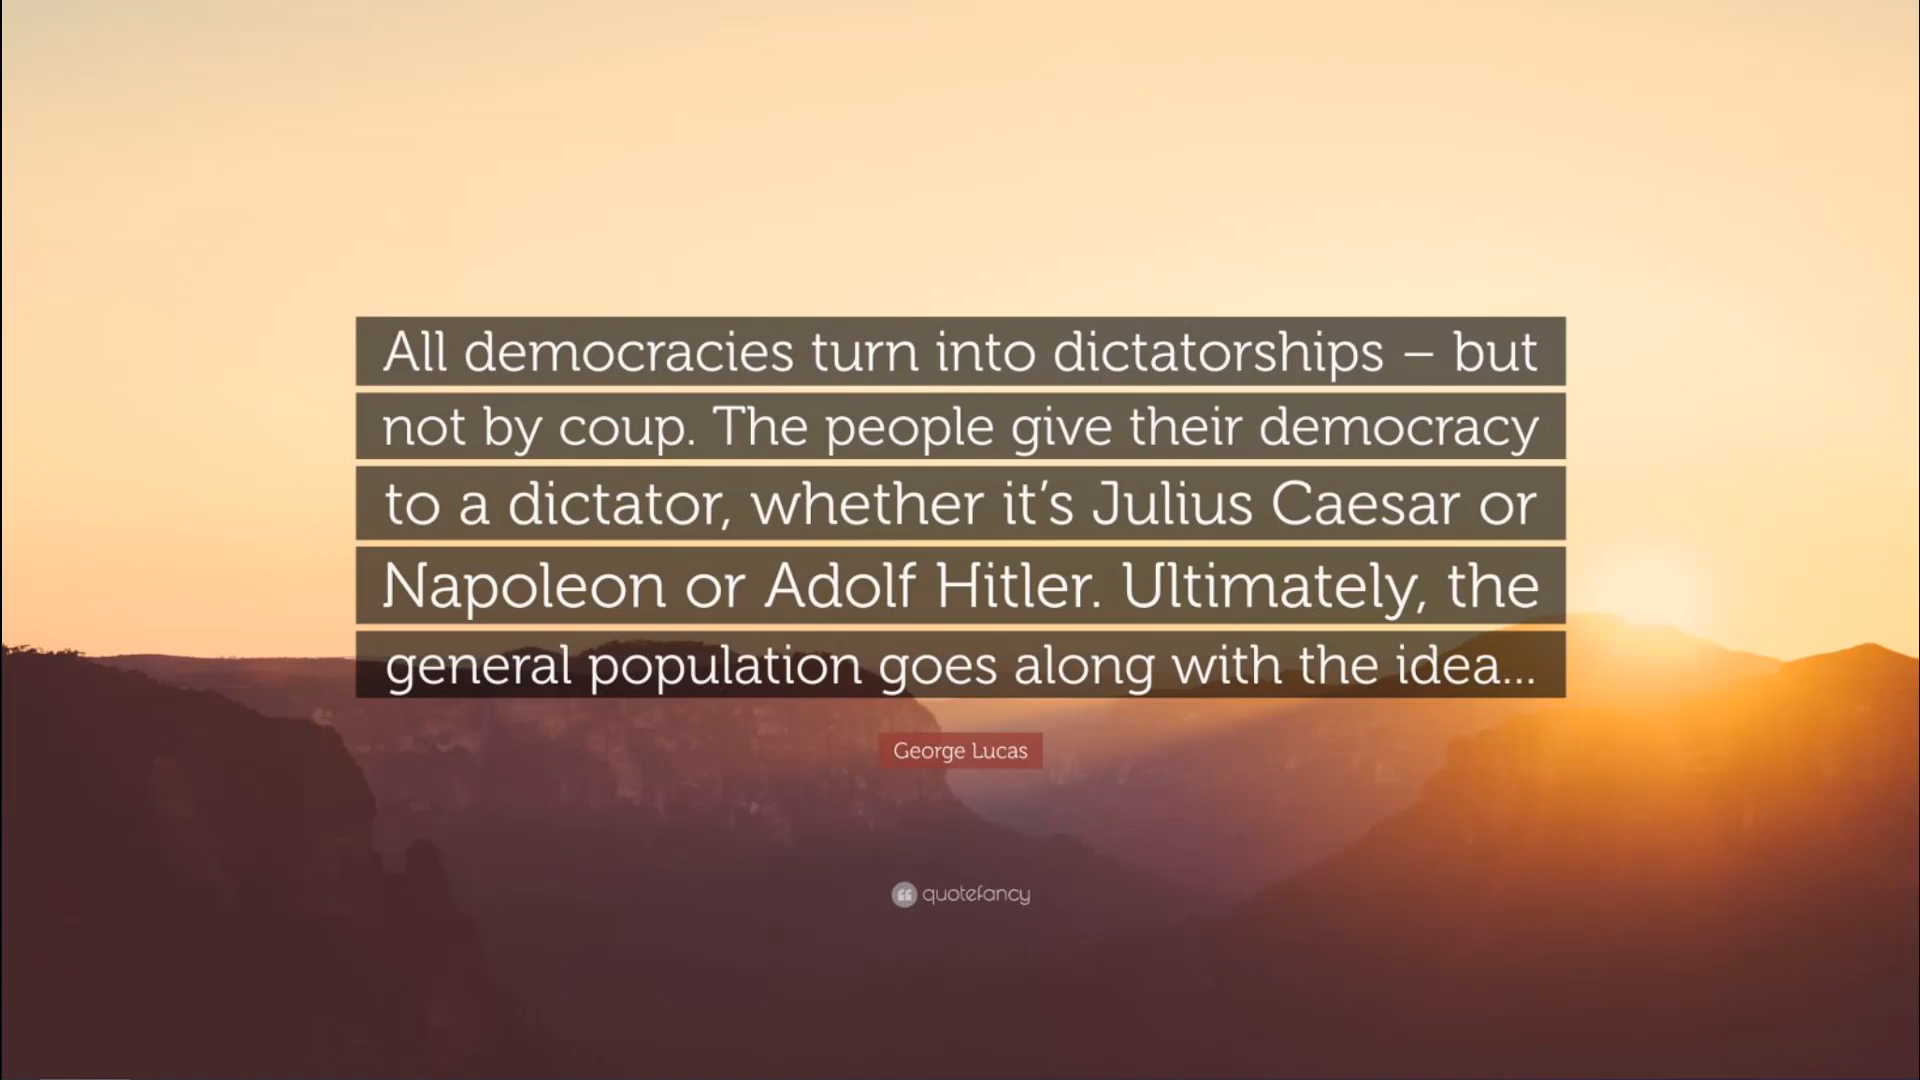 All democracies turn into dictatorships – but
not by coup. The people give their democracy
to a dictator, whether it’s Julius Caesar or
Napoleon or Adolf Hitler. Ultimately, the
general population goes along with the idea...
George Lucas
quotefancy